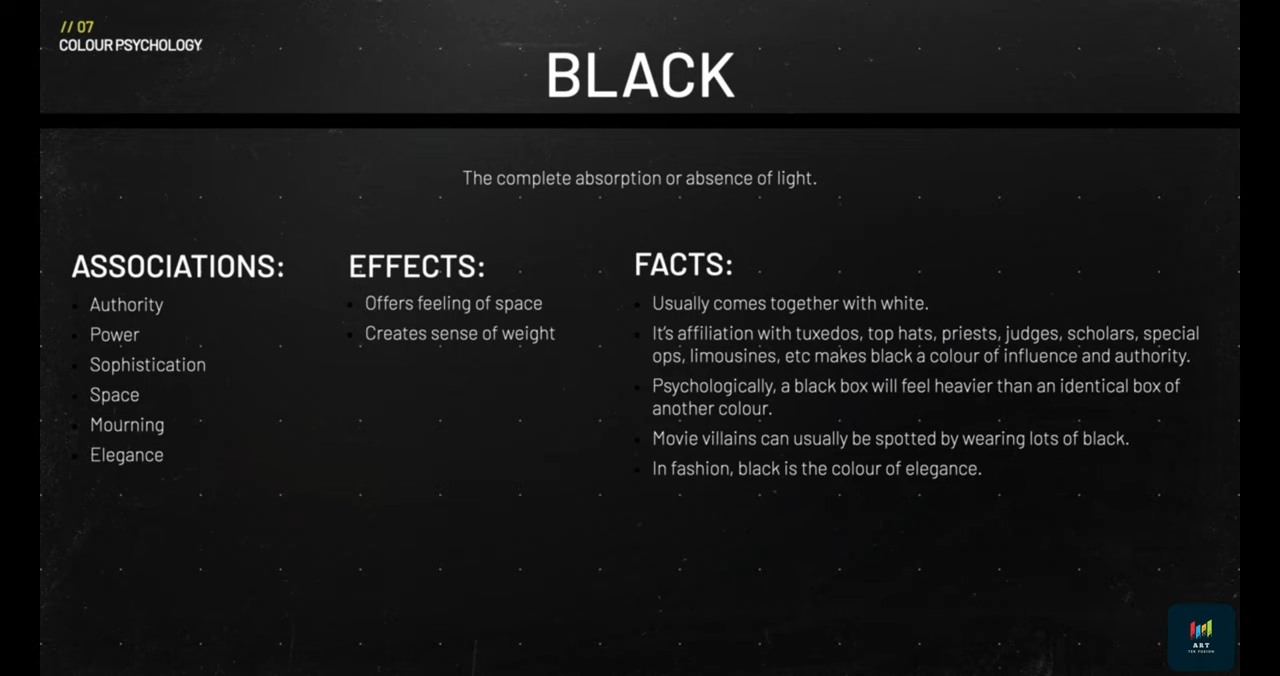 // 07
COLOUR PSYCHOLOGY
BLACK
The complete absorption or absence of light.
ASSOCIATIONS:
Authority
Power
Sophistication
Space
Mourning
Elegance
EFFECTS:
Offers feeling of space
Creates sense of weight
FACTS:
Usually comes together with white.
It's affiliation with tuxedos, top hats, priests, judges, scholars, special
ops, limousines, etc makes black a colour of influence and authority.
Psychologically, a black box will feel heavier than an identical box of
another colour.
Movie villains can usually be spotted by wearing lots of black.
In fashion, black is the colour of elegance.
ART
TEK FUSION